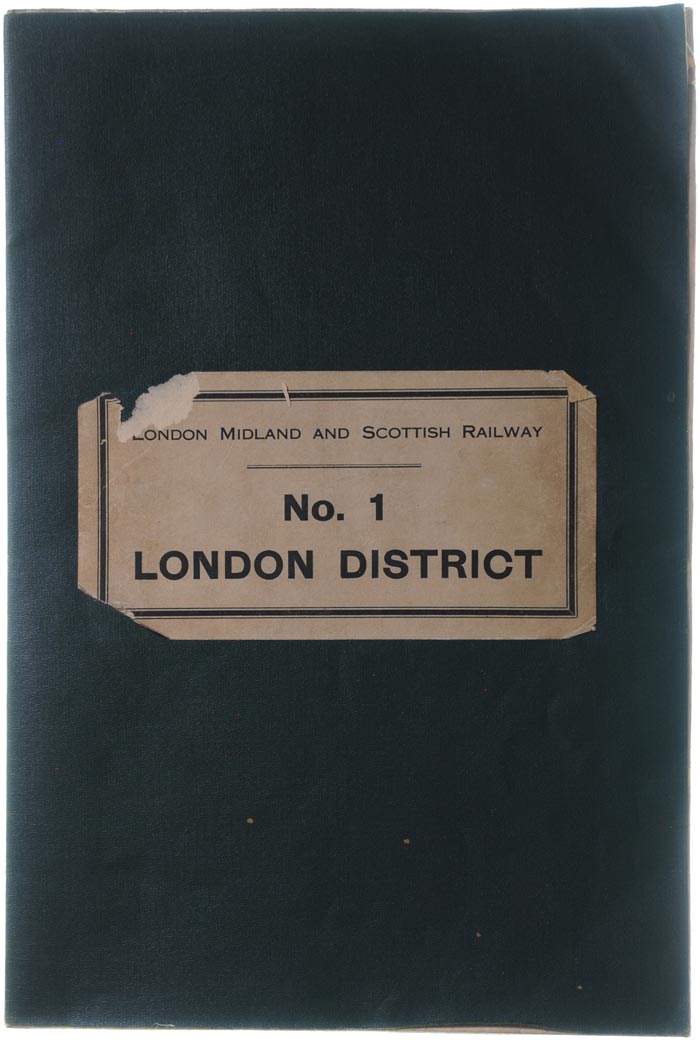 LONDON MIDLAND AND SCOTTISH RAILWAY
No. 1
LONDON DISTRICT